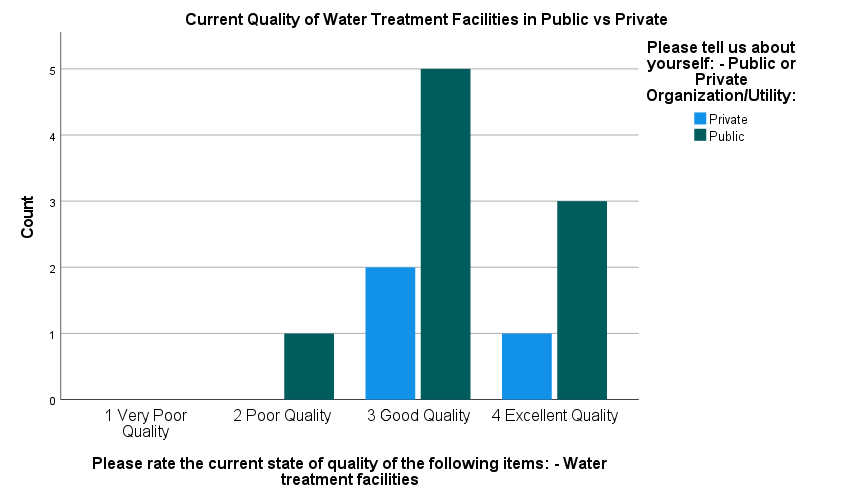 Current Quality of Water Treatment Facilities in Public vs Private
Please tell us about
yourself: - Public or
Private
Organization/Utility:
Private
Public
Count
5
4
3
2
1
0
1 Very Poor
Quality
2 Poor Quality
3 Good Quality
4 Excellent Quality
Please rate the current state of quality of the following items: - Water
treatment facilities